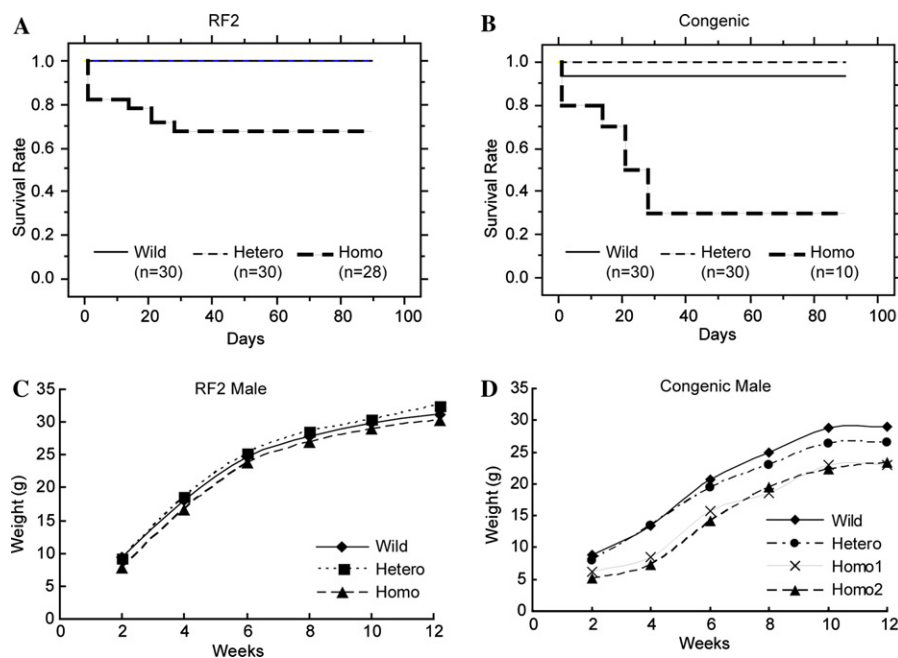 A
RF2
Survival Rate
1.0
0.8
0.6
0.4
0.2
0.0
Wild
(n=30)
Hetero
(n=30)
Homo
(n=28)
0 20 40 60 80 100
Days
B
Congenic
Survival Rate
1.0
0.8
0.6
0.4
0.2
0.0
Wild
(n=30)
Hetero
(n=30)
Homo
(n=10)
0 20 40 60 80 100
Days
C
RF2 Male
Weight (g)
35
30
25
20
15
10
5
0
Wild
Hetero
Homo
0 2 4 6 8 10 12
Weeks
D
Congenic Male
Weight (g)
35
30
25
20
15
10
5
0
Wild
Hetero
Homo1
Homo2
0 2 4 6 8 10 12
Weeks